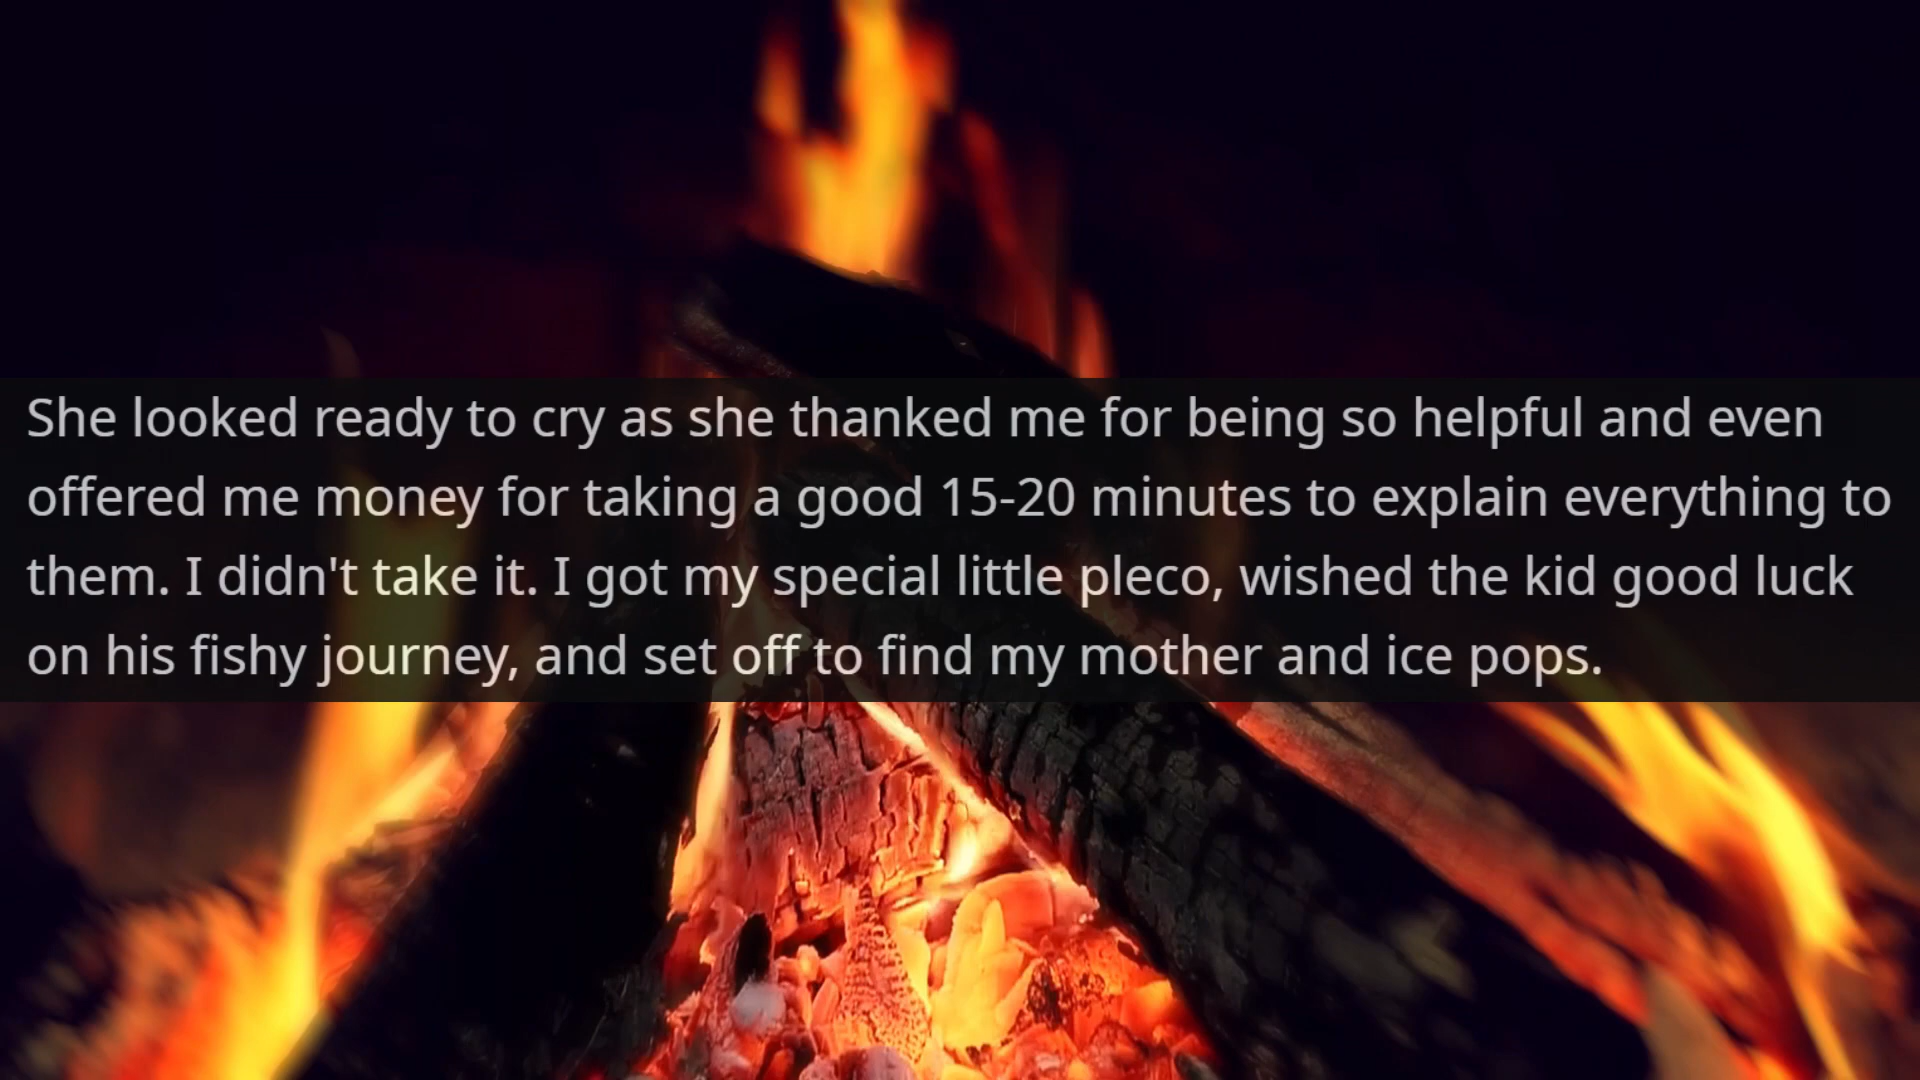 She looked ready to cry as she thanked me for being so helpful and even
offered me money for taking a good 15-20 minutes to explain everything to
them. I didn't take it. I got my special little pleco, wished the kid good luck
on his fishy journey, and set off to find my mother and ice pops.